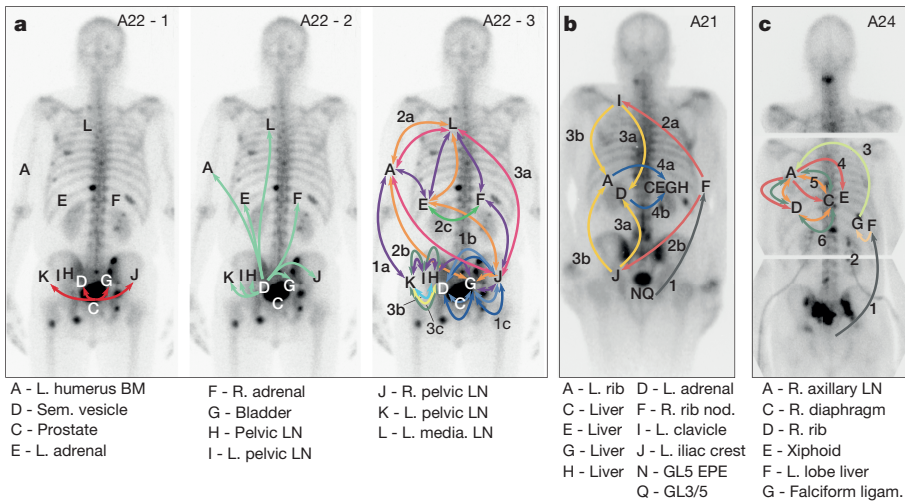 a A22 - 1 A22 - 2 A22 - 3
L
A
E F
K I H D G J
C
A
L
E F
K I H D G J
C
2a
L
3a
A
E F
2c
2b 1b
1a
K I H D G J
C
3b
3c 1c
A - L. humerus BM
D - Sem. vesicle
C - Prostate
E - L. adrenal
F - R. adrenal
G - Bladder
H - Pelvic LN
I - L. pelvic LN
J - R. pelvic LN
K - L. pelvic LN
L - L. media. LN
b A21
I
2a
3b 3a
4a
A
D CEGH F
4b
3a
3b 2b
J
NQ 1
A - L. rib
C - Liver
E - Liver
G - Liver
H - Liver
D - L. adrenal
F - R. rib nod.
I - L. clavicle
J - L. iliac crest
N - GL5 EPE
Q - GL3/5
c A24
4 3
A
5 E
D C
G F
6
2
1
A - R. axillary LN
C - R. diaphragm
D - R. rib
E - Xiphoid
F - L. lobe liver
G - Falciform ligam.